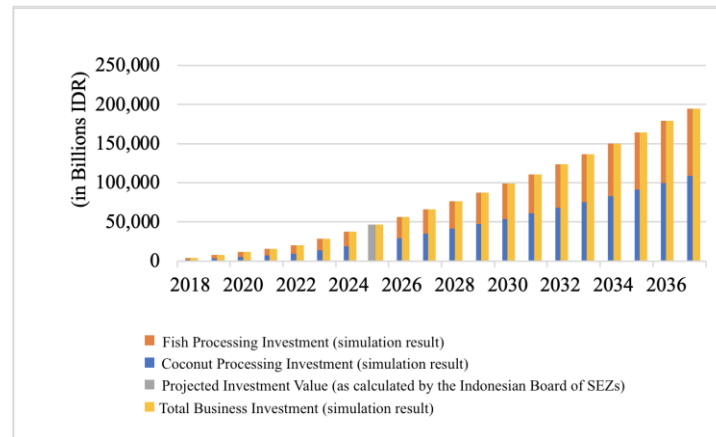 (in Billions IDR)
250,000
200,000
150,000
100,000
50,000
0
2018 2020 2022 2024 2026 2028 2030 2032 2034 2036
Fish Processing Investment (simulation result)
Coconut Processing Investment (simulation result)
Projected Investment Value (as calculated by the Indonesian Board of SEZs)
Total Business Investment (simulation result)